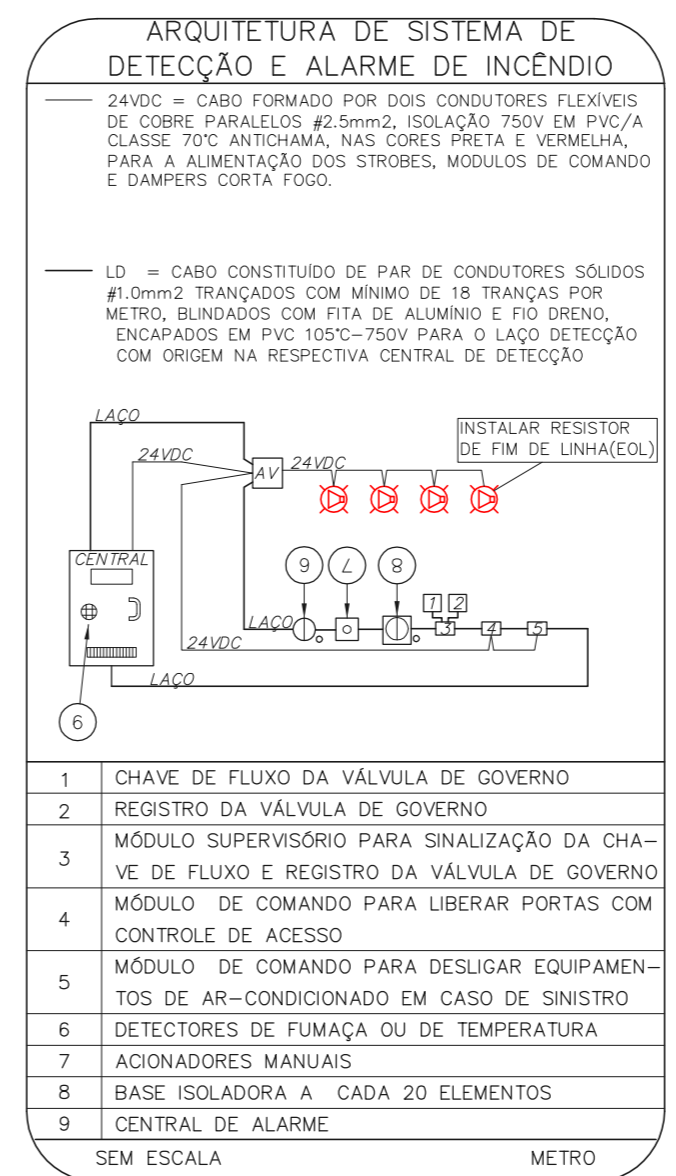 ARQUITETURA DE SISTEMA DE
DETECÇÃO E ALARME DE INCÊNDIO
24VDC = CABO FORMADO POR DOIS CONDUTORES FLEXÍVEIS
DE COBRE PARALELOS #2.5mm2, ISOLAÇÃO 750V EM PVC/A
CLASSE 70°C ANTICHAMA, NAS CORES PRETA E VERMELHA,
PARA A ALIMENTAÇÃO DOS STROBES, MODULOS DE COMANDO
E DAMPERS CORTA FOGO.
LD = CABO CONSTITUÍDO DE PAR DE CONDUTORES SÓLIDOS
#1.0mm2 TRANÇADOS COM MÍNIMO DE 18 TRANÇAS POR
METRO, BLINDADOS COM FITA DE ALUMÍNIO E FIO DRENO,
ENCAPADOS EM PVC 105°C-750V PARA O LAÇO DETECÇÃO
COM ORIGEM NA RESPECTIVA CENTRAL DE DETECÇÃO
LAÇO
INSTALAR RESISTOR
DE FIM DE LINHA(EOL)
24VDC
AV
24VDC
CENTRAL
6
7
8
1
2
LAÇO
3
4
5
24VDC
LAÇO
9
1 CHAVE DE FLUXO DA VÁLVULA DE GOVERNO
2 REGISTRO DA VÁLVULA DE GOVERNO
3 MÓDULO SUPERVISÓRIO PARA SINALIZAÇÃO DA CHA-
VE DE FLUXO E REGISTRO DA VÁLVULA DE GOVERNO
4 MÓDULO DE COMANDO PARA LIBERAR PORTAS COM
CONTROLE DE ACESSO
5 MÓDULO DE COMANDO PARA DESLIGAR EQUIPAMEN-
TOS DE AR-CONDICIONADO EM CASO DE SINISTRO
6 DETECTORES DE FUMAÇA OU DE TEMPERATURA
7 ACIONADORES MANUAIS
8 BASE ISOLADORA A CADA 20 ELEMENTOS
9 CENTRAL DE ALARME
SEM ESCALA METRO